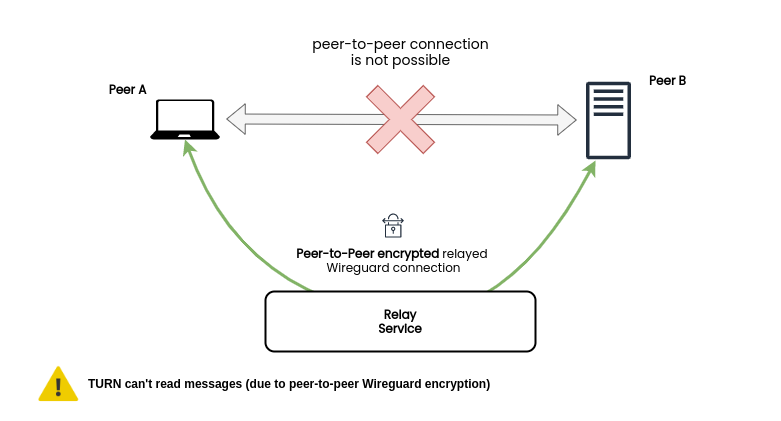 peer-to-peer connection
is not possible
Peer A
Peer B
Peer-to-Peer encrypted relayed
Wireguard connection
Relay
Service
TURN can't read messages (due to peer-to-peer Wireguard encryption)